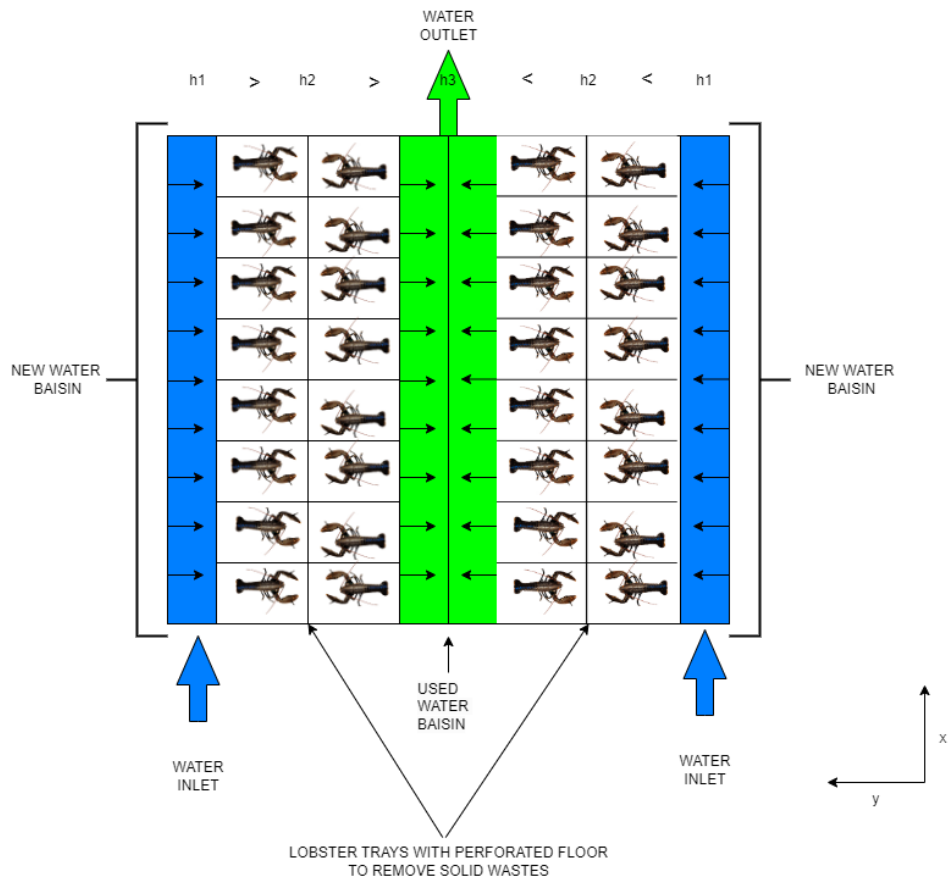 WATER
OUTLET
h1 > h2 > h3 < h2 < h1
NEW WATER
BAISIN
NEW WATER
BAISIN
USED
WATER
BAISIN
WATER
INLET
WATER
INLET
x
y
LOBSTER TRAYS WITH PERFORATED FLOOR
TO REMOVE SOLID WASTES